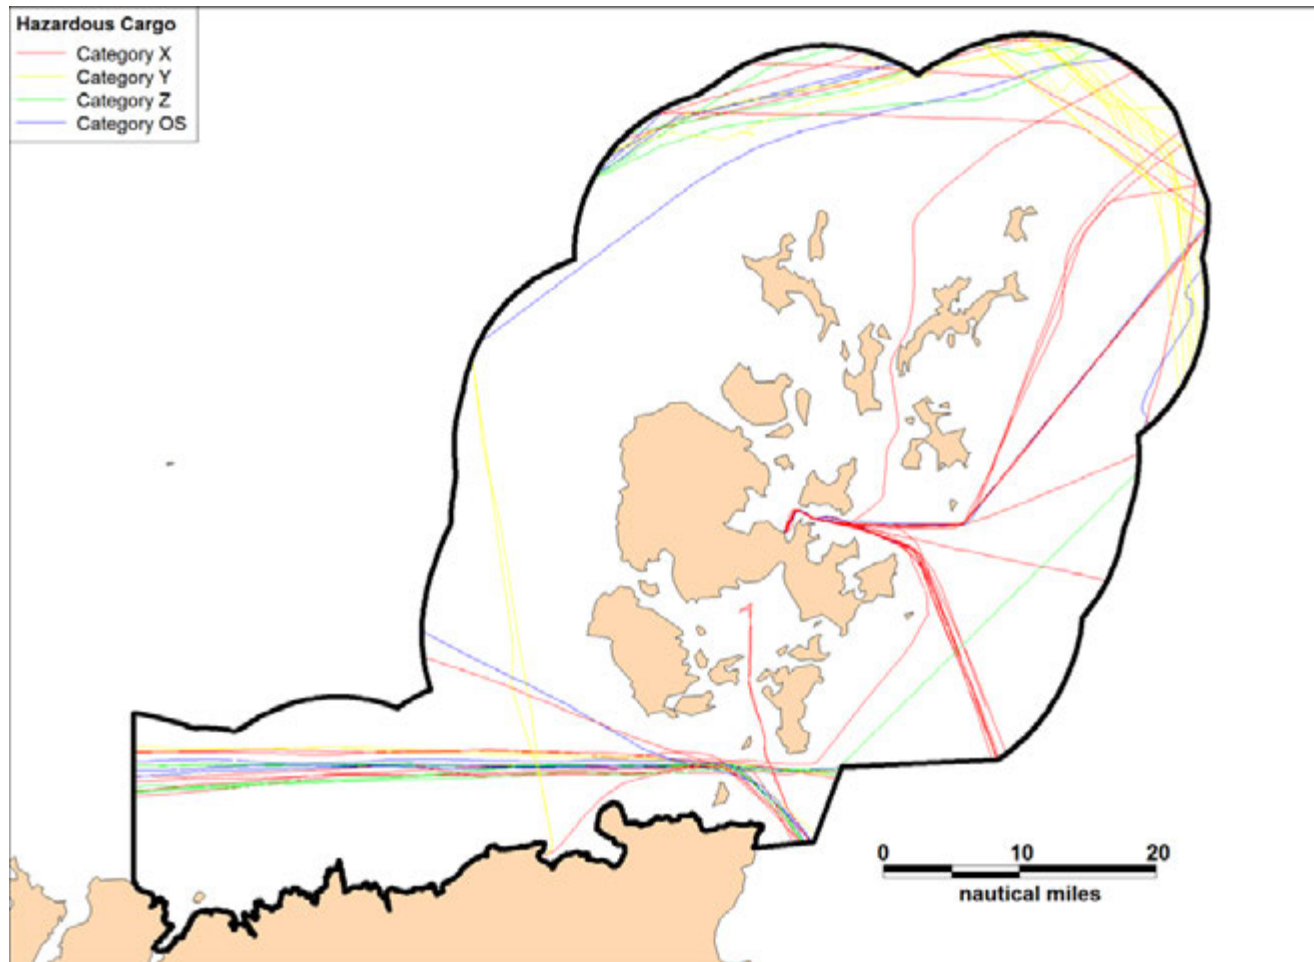 Hazardous Cargo
Category X
Category Y
Category Z
Category OS
0 10 20
nautical miles